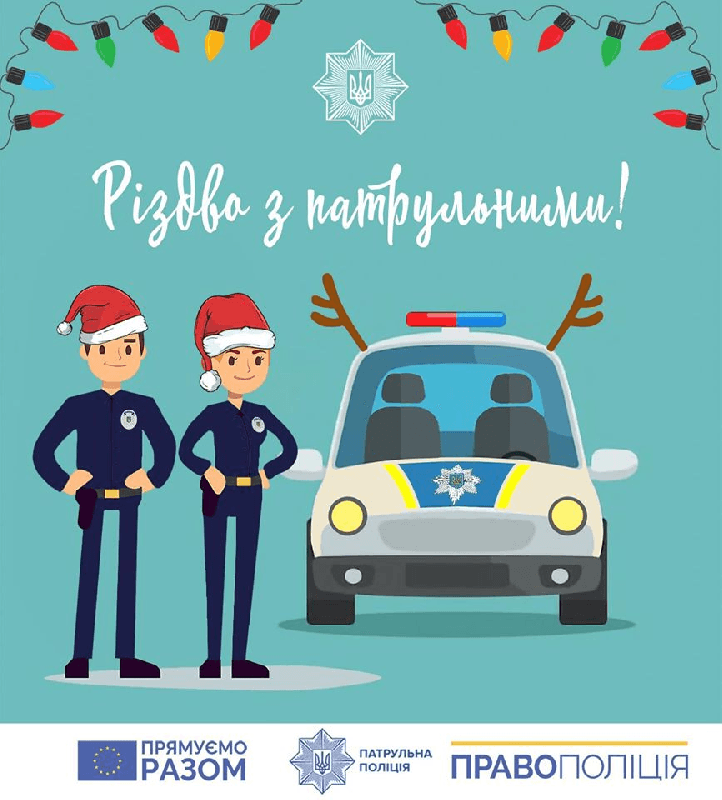 Різдво з патрульними!
ПРЯМУЄМО
РАЗОМ
ПАТРУЛЬНА
ПОЛІЦІЯ
ПРАВОПОЛІЦІЯ